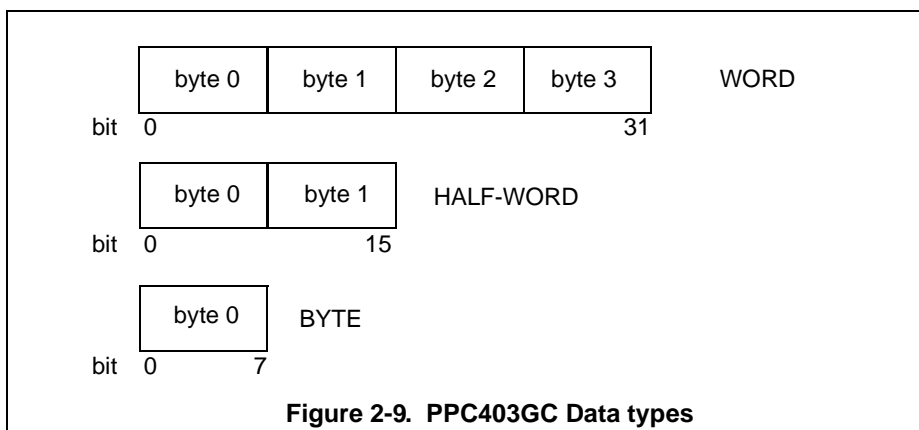 byte 0 byte 1 byte 2 byte 3 WORD
bit 0 31
byte 0 byte 1 HALF-WORD
bit 0 15
byte 0 BYTE
bit 0 7
Figure 2-9. PPC403GC Data types